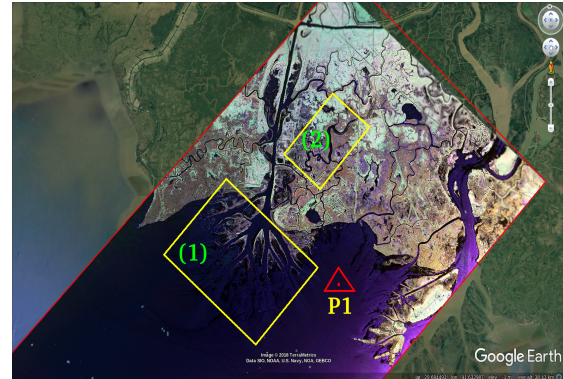 (2)
(1)
P1
Image © 2018 TerraMetrics
Data SIO, NOAA, U.S. Navy, NGA, GEBCO
Google Earth